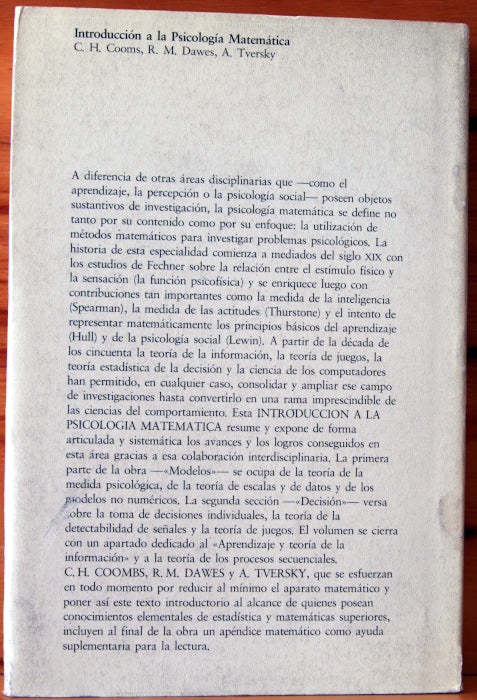 Introducción a la Psicología Matemática
C. H. Cooms, R. M. Dawes, A. Tversky
A diferencia de otras áreas disciplinarias que —como el
aprendizaje, la percepción o la psicología social— poseen objetos
sustantivos de investigación, la psicología matemática se define no
tanto por su contenido como por su enfoque: la utilización de
métodos matemáticos para investigar problemas psicológicos. La
historia de esta especialidad comienza a mediados del siglo XIX con
los estudios de Fechner sobre la relación entre el estímulo físico y
la sensación (la función psicofísica) y se enriquece luego con
contribuciones tan importantes como la medida de la inteligencia
(Spearman), la medida de las actitudes (Thurstone) y el intento de
representar matemáticamente los principios básicos del aprendizaje
(Hull) y de la psicología social (Lewin). A partir de la década de
los cincuenta la teoría de la información, la teoría de juegos, la
teoría estadística de la decisión y la ciencia de los computadores
han permitido, en cualquier caso, consolidar y ampliar ese campo
de investigaciones hasta convertirlo en una rama imprescindible de
las ciencias del comportamiento. Esta INTRODUCCION A LA
PSICOLOGIA MATEMATICA resume y expone de forma
articulada y sistemática los avances y los logros conseguidos en
esta área gracias a esa colaboración interdisciplinaria. La primera
parte de la obra —«Modelos»— se ocupa de la teoría de la
medida psicológica, de la teoría de escalas y de datos y de los
modelos no numéricos. La segunda sección —«Decisión»— versa
sobre la toma de decisiones individuales, la teoría de la
detectabilidad de señales y la teoría de juegos. El volumen se cierra
con un apartado dedicado al «Aprendizaje y teoría de la
información» y a la teoría de los procesos secuenciales.
C. H. COOMBS, R. M. DAWES y A. TVERSKY, que se esfuerzan
en todo momento por reducir al mínimo el aparato matemático y
poner así este texto introductorio al alcance de quienes posean
conocimientos elementales de estadística y matemáticas superiores,
incluyen al final de la obra un apéndice matemático como ayuda
suplementaria para la lectura.